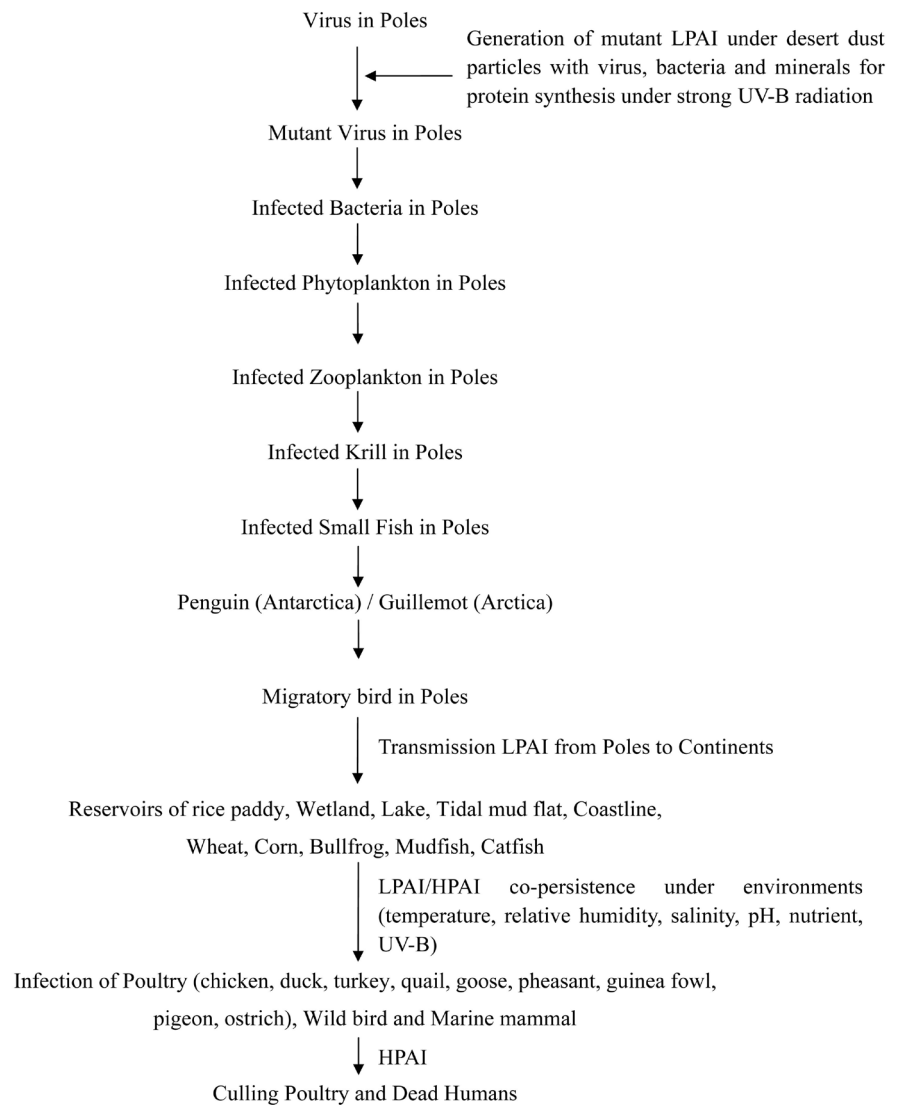 Virus in Poles
Generation of mutant LPAI under desert dust
particles with virus, bacteria and minerals for
protein synthesis under strong UV-B radiation
Mutant Virus in Poles
Infected Bacteria in Poles
Infected Phytoplankton in Poles
Infected Zooplankton in Poles
Infected Krill in Poles
Infected Small Fish in Poles
Penguin (Antarctica) / Guillemot (Arctica)
Migratory bird in Poles
Transmission LPAI from Poles to Continents
Reservoirs of rice paddy, Wetland, Lake, Tidal mud flat, Coastline,
Wheat, Corn, Bullfrog, Mudfish, Catfish
LPAI/HPAI co-persistence under environments
(temperature, relative humidity, salinity, pH, nutrient,
UV-B)
Infection of Poultry (chicken, duck, turkey, quail, goose, pheasant, guinea fowl,
pigeon, ostrich), Wild bird and Marine mammal
HPAI
Culling Poultry and Dead Humans